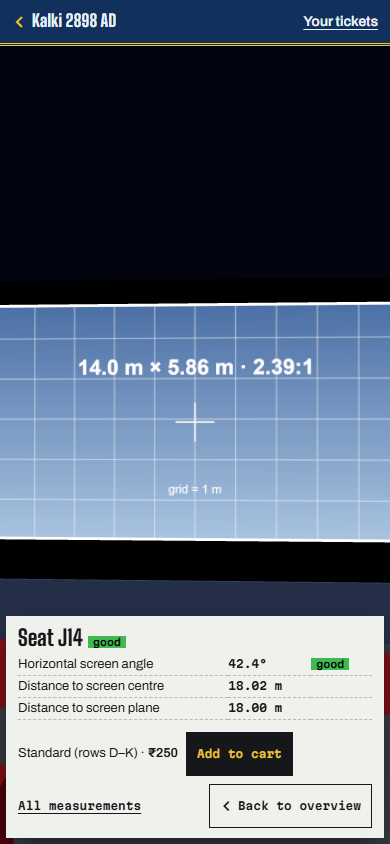 Kalki 2898 AD
Your tickets
14.0 m × 5.86 m · 2.39:1
grid = 1 m
Seat J14 good
Horizontal screen angle 42.4° good
Distance to screen centre 18.02 m
Distance to screen plane 18.00 m
Standard (rows D–K) · ₹250 Add to cart
All measurements Back to overview